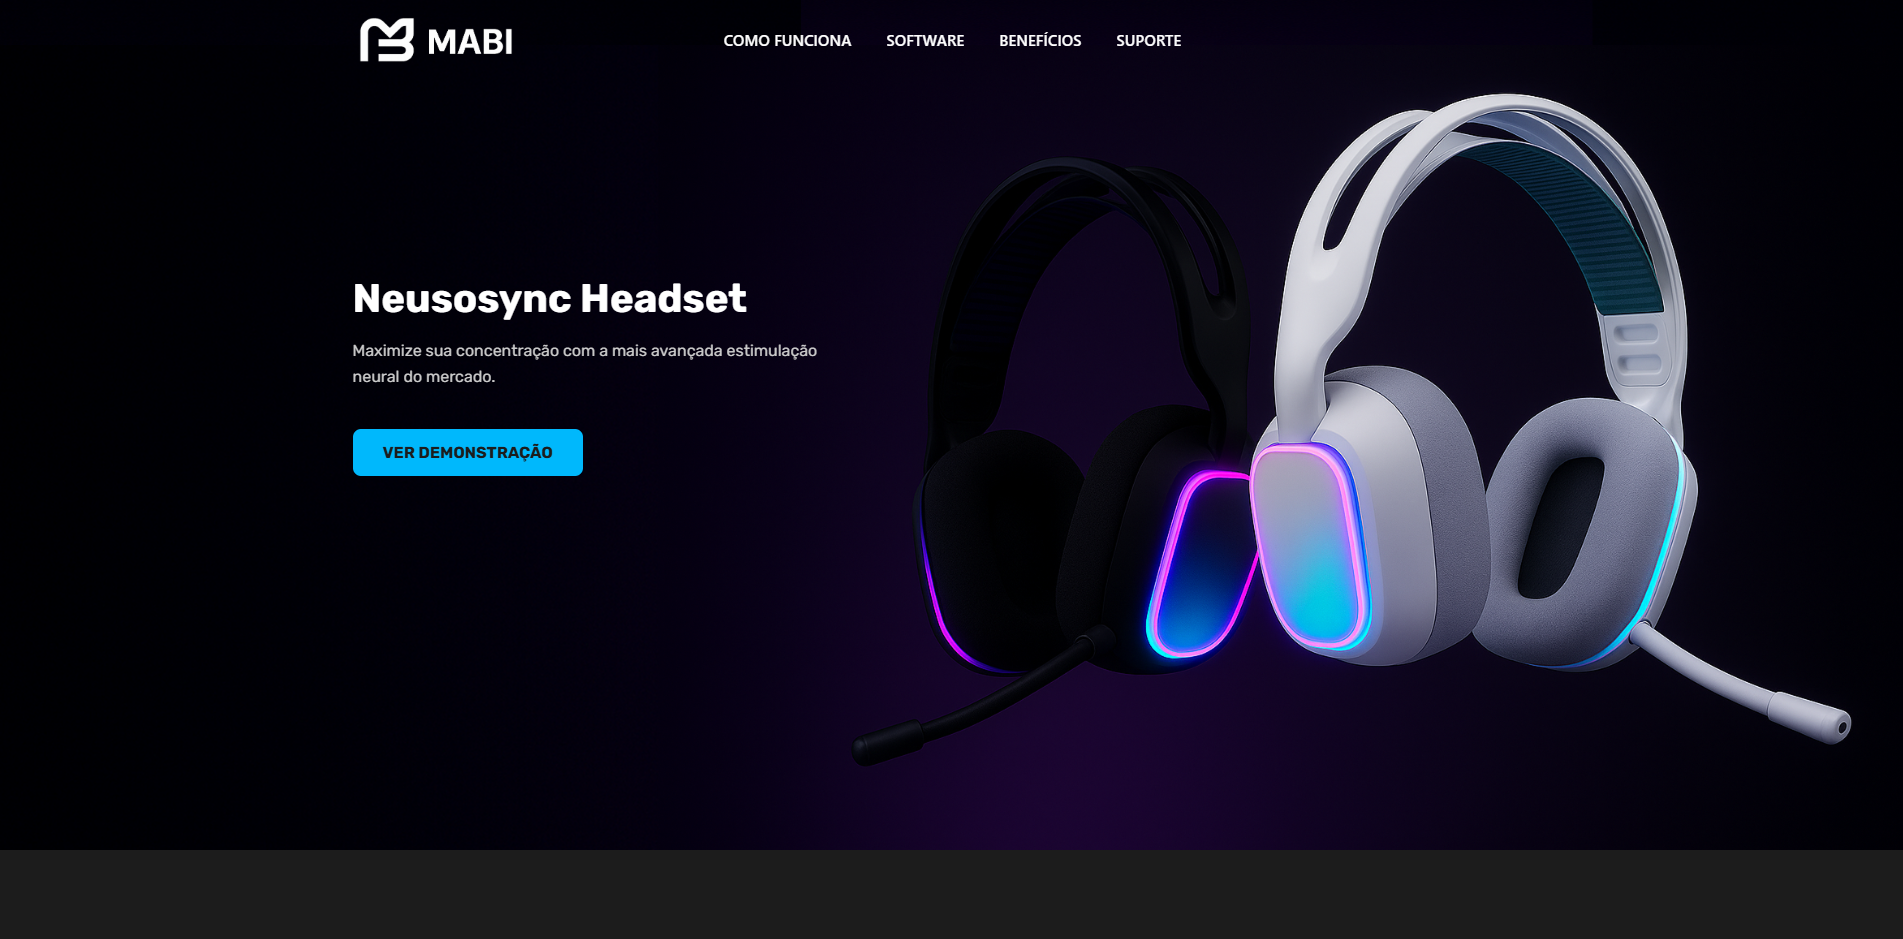 MABI
COMO FUNCIONA SOFTWARE BENEFÍCIOS SUPORTE
Neusosync Headset
Maximize sua concentração com a mais avançada estimulação
neural do mercado.
VER DEMONSTRAÇÃO